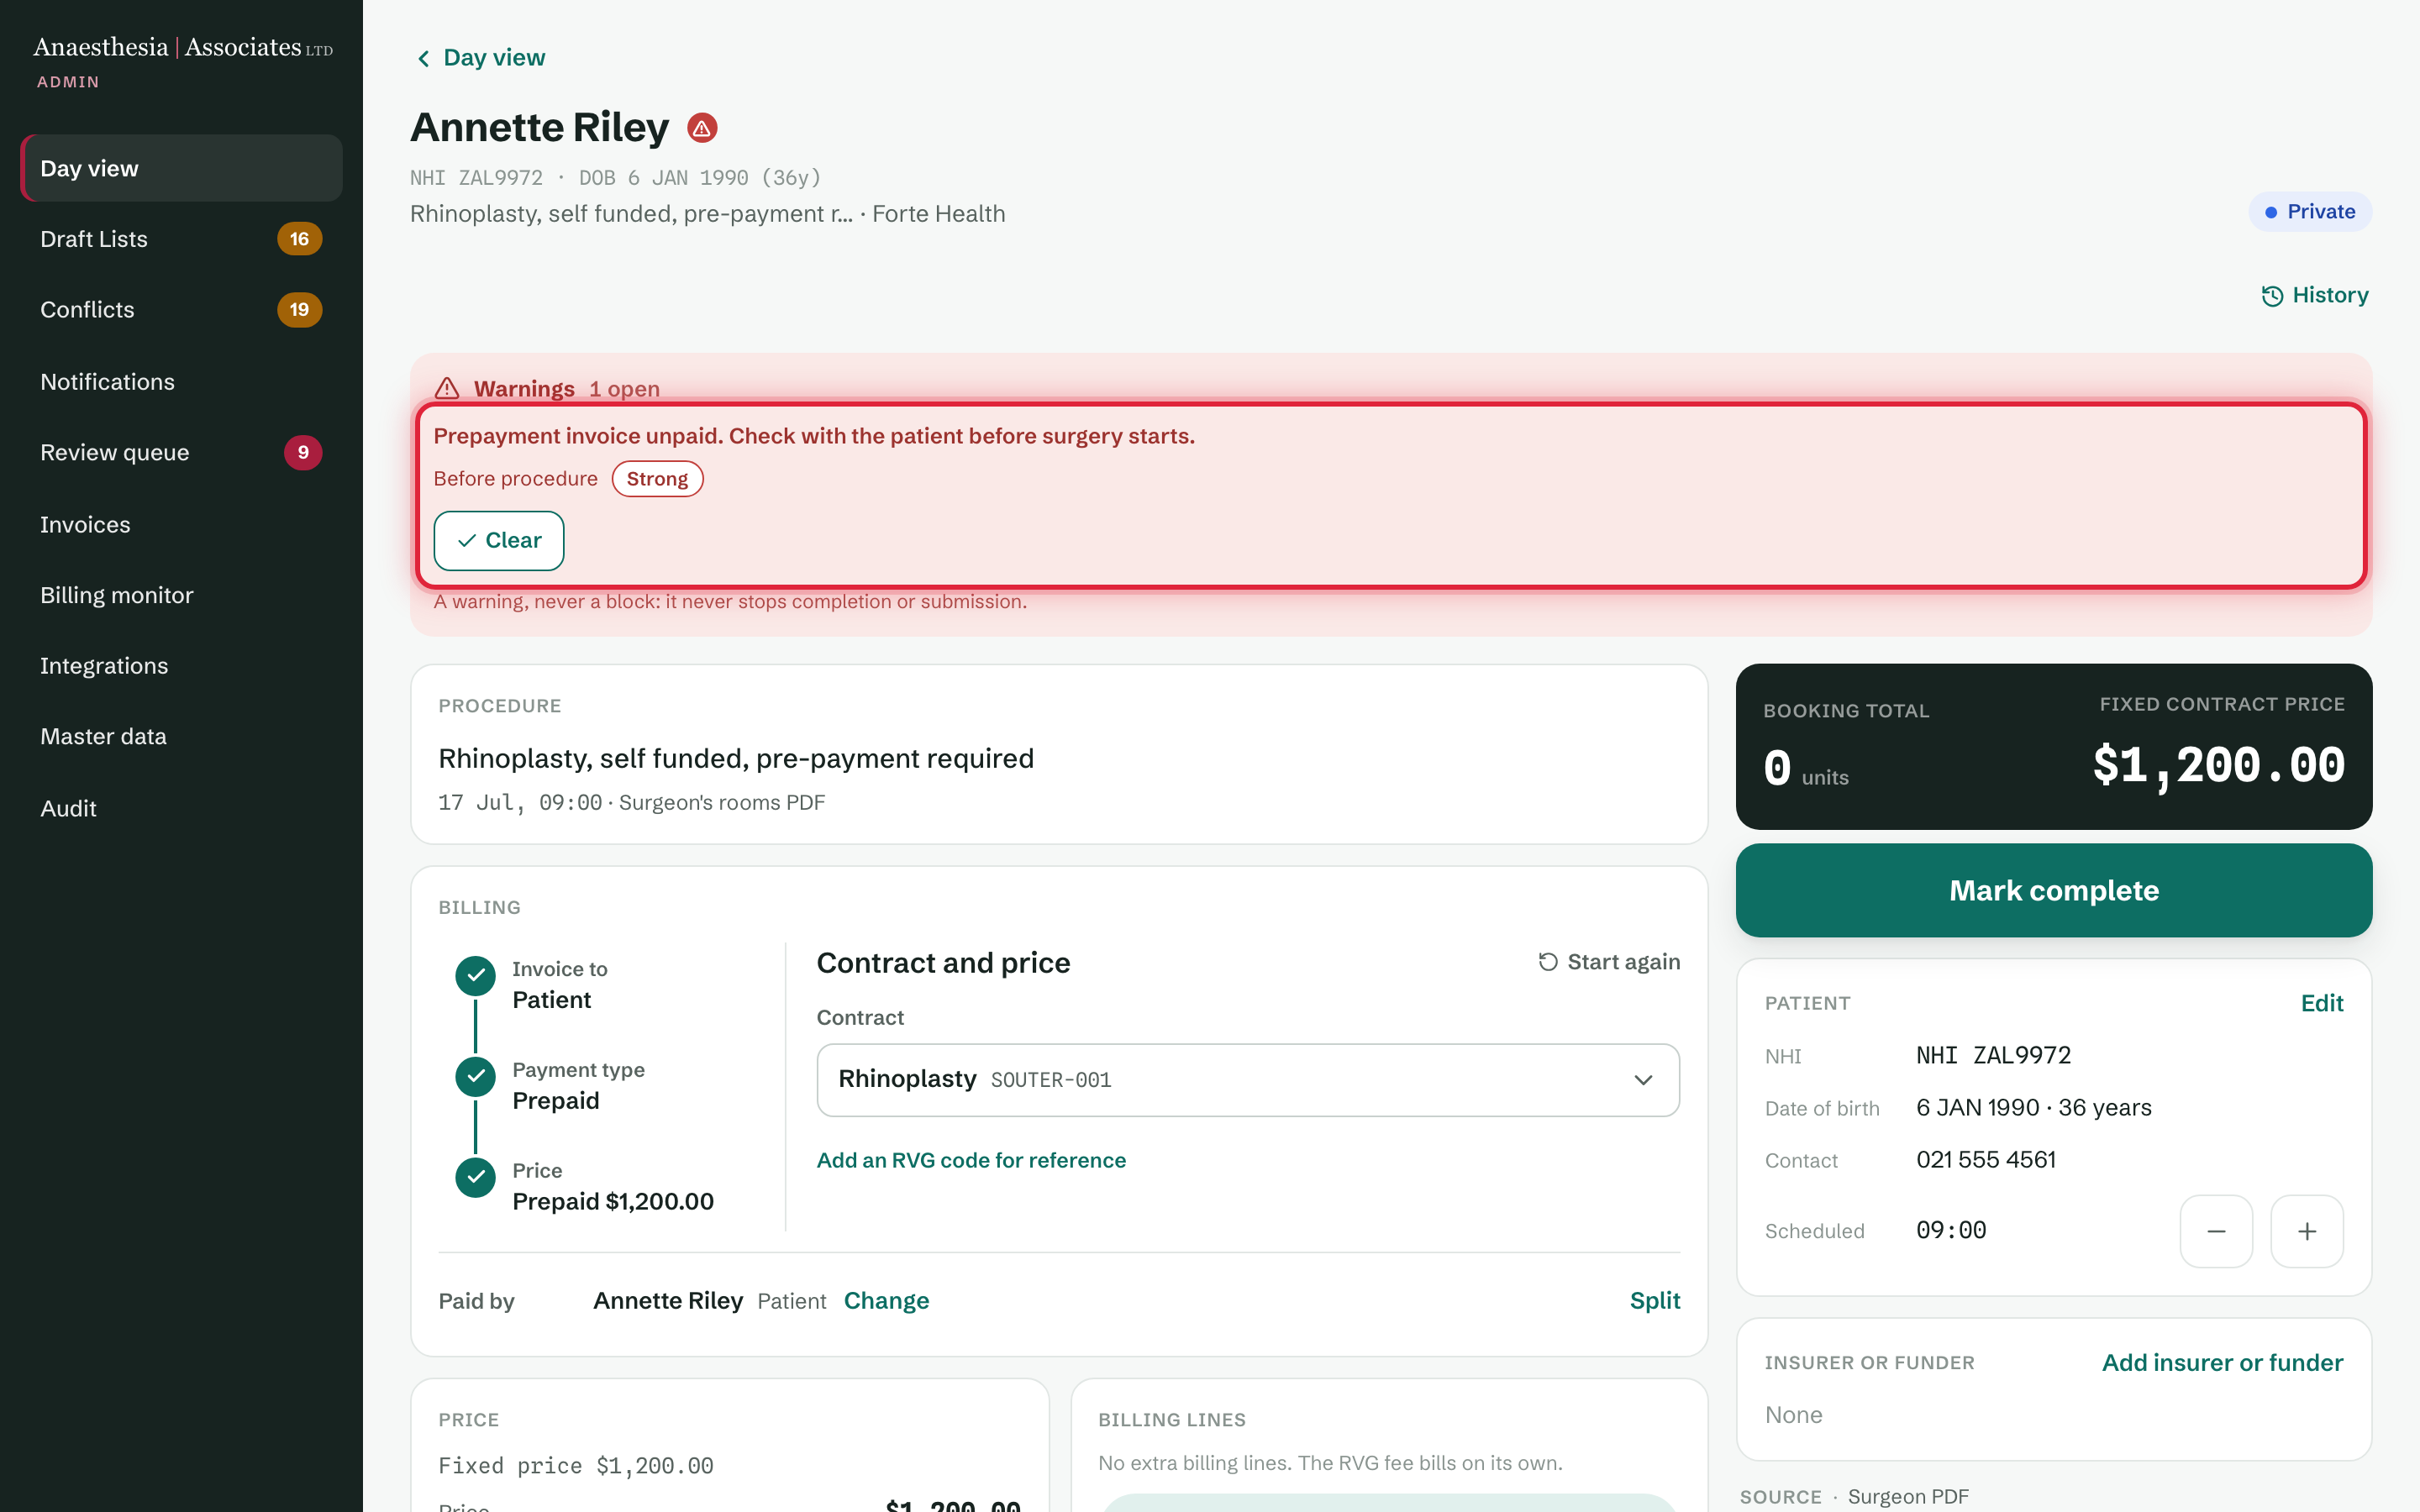 Anaesthesia | Associates LTD
ADMIN
Day view
Draft Lists 16
Conflicts 19
Notifications
Review queue 9
Invoices
Billing monitor
Integrations
Master data
Audit
Day view
Annette Riley
NHI ZAL9972 · DOB 6 JAN 1990 (36y)
Rhinoplasty, self funded, pre-payment r... · Forte Health
Private
History
Warnings 1 open
Prepayment invoice unpaid. Check with the patient before surgery starts.
Before procedure Strong
Clear
A warning, never a block: it never stops completion or submission.
PROCEDURE
Rhinoplasty, self funded, pre-payment required
17 Jul, 09:00 · Surgeon's rooms PDF
BILLING
Invoice to
Patient
Payment type
Prepaid
Price
Prepaid $1,200.00
Contract and price
Start again
Contract
Rhinoplasty SOUTER-001
Add an RVG code for reference
Paid by Annette Riley Patient Change Split
PRICE
Fixed price $1,200.00
Price $1,200.00
BILLING LINES
No extra billing lines. The RVG fee bills on its own.
BOOKING TOTAL
0 units
FIXED CONTRACT PRICE
$1,200.00
Mark complete
PATIENT Edit
NHI NHI ZAL9972
Date of birth 6 JAN 1990 · 36 years
Contact 021 555 4561
Scheduled 09:00 − +
INSURER OR FUNDER Add insurer or funder
None
SOURCE · Surgeon PDF